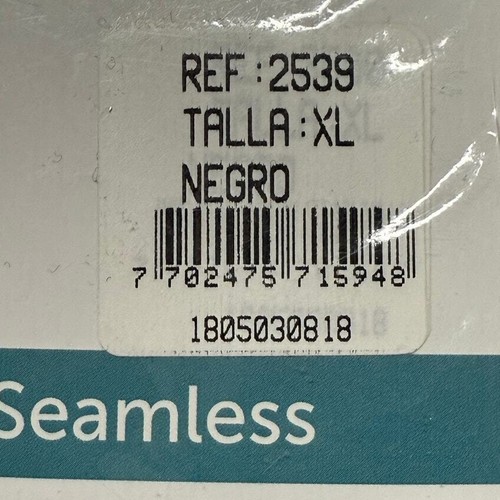 REF:2539
TALLA:XL
NEGRO
7 702475 715948
1805030818
Seamless